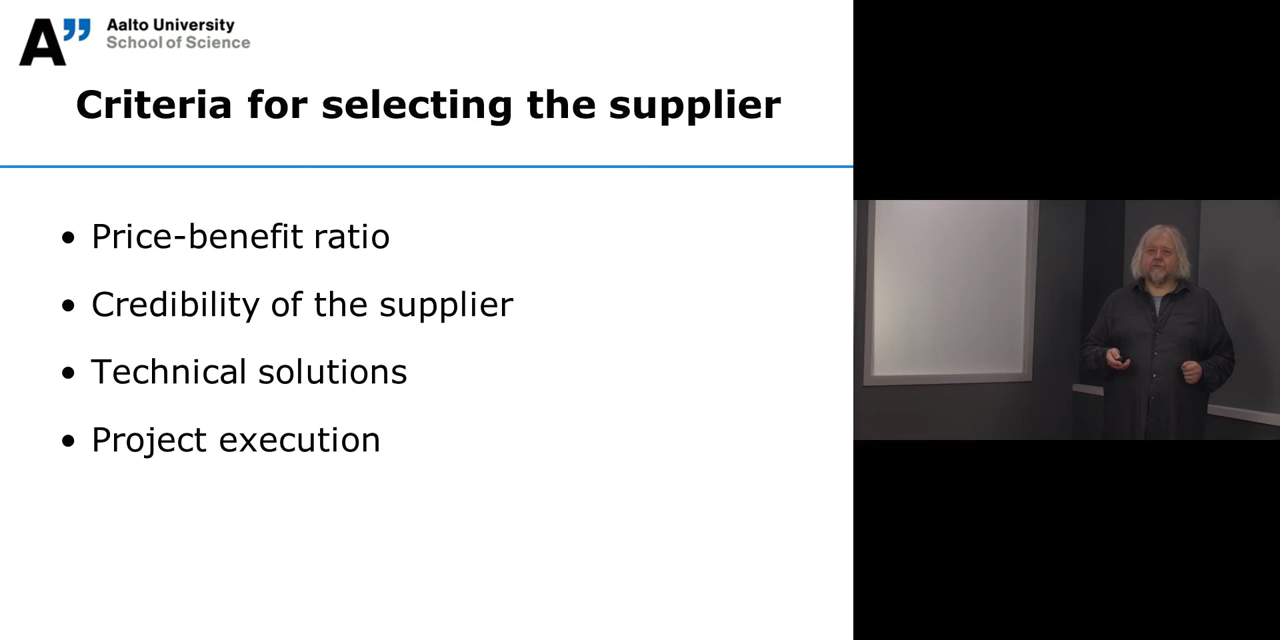 Aalto University
School of Science
Criteria for selecting the supplier
• Price-benefit ratio
• Credibility of the supplier
• Technical solutions
• Project execution